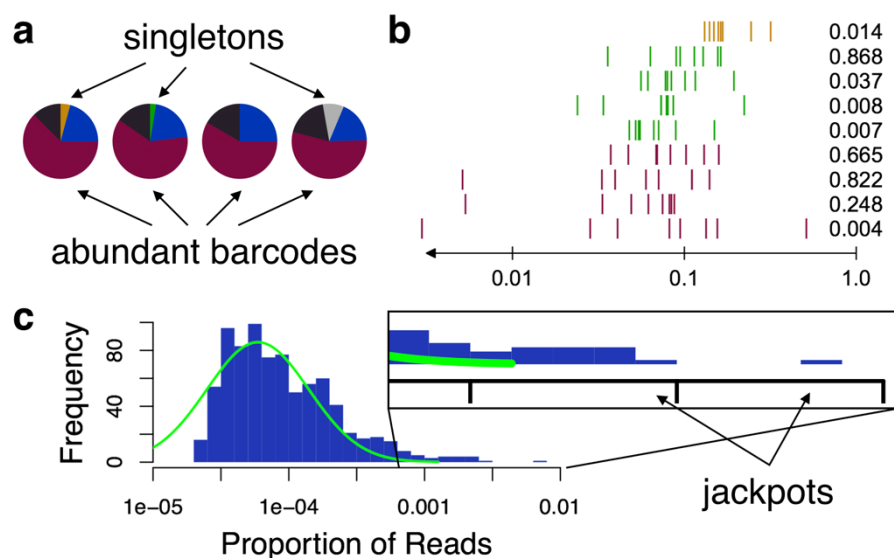 a
singletons
abundant barcodes
b
0.014
0.868
0.037
0.008
0.007
0.665
0.822
0.248
0.004
0.01 0.1 1.0
c
Frequency
80
40
0
1e−05 1e−04 0.001 0.01
Proportion of Reads
jackpots